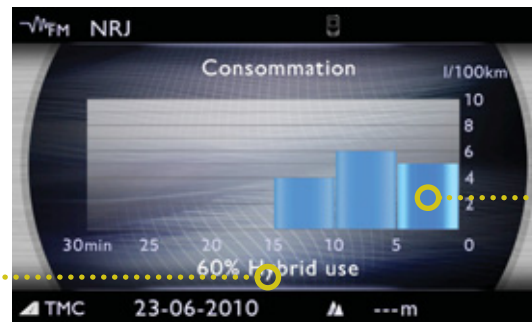 FM NRJ
Consommation
l/100km
10
8
6
4
2
30min 25 20 15 10 5 0
60% Hybrid use
TMC 23-06-2010 ---m